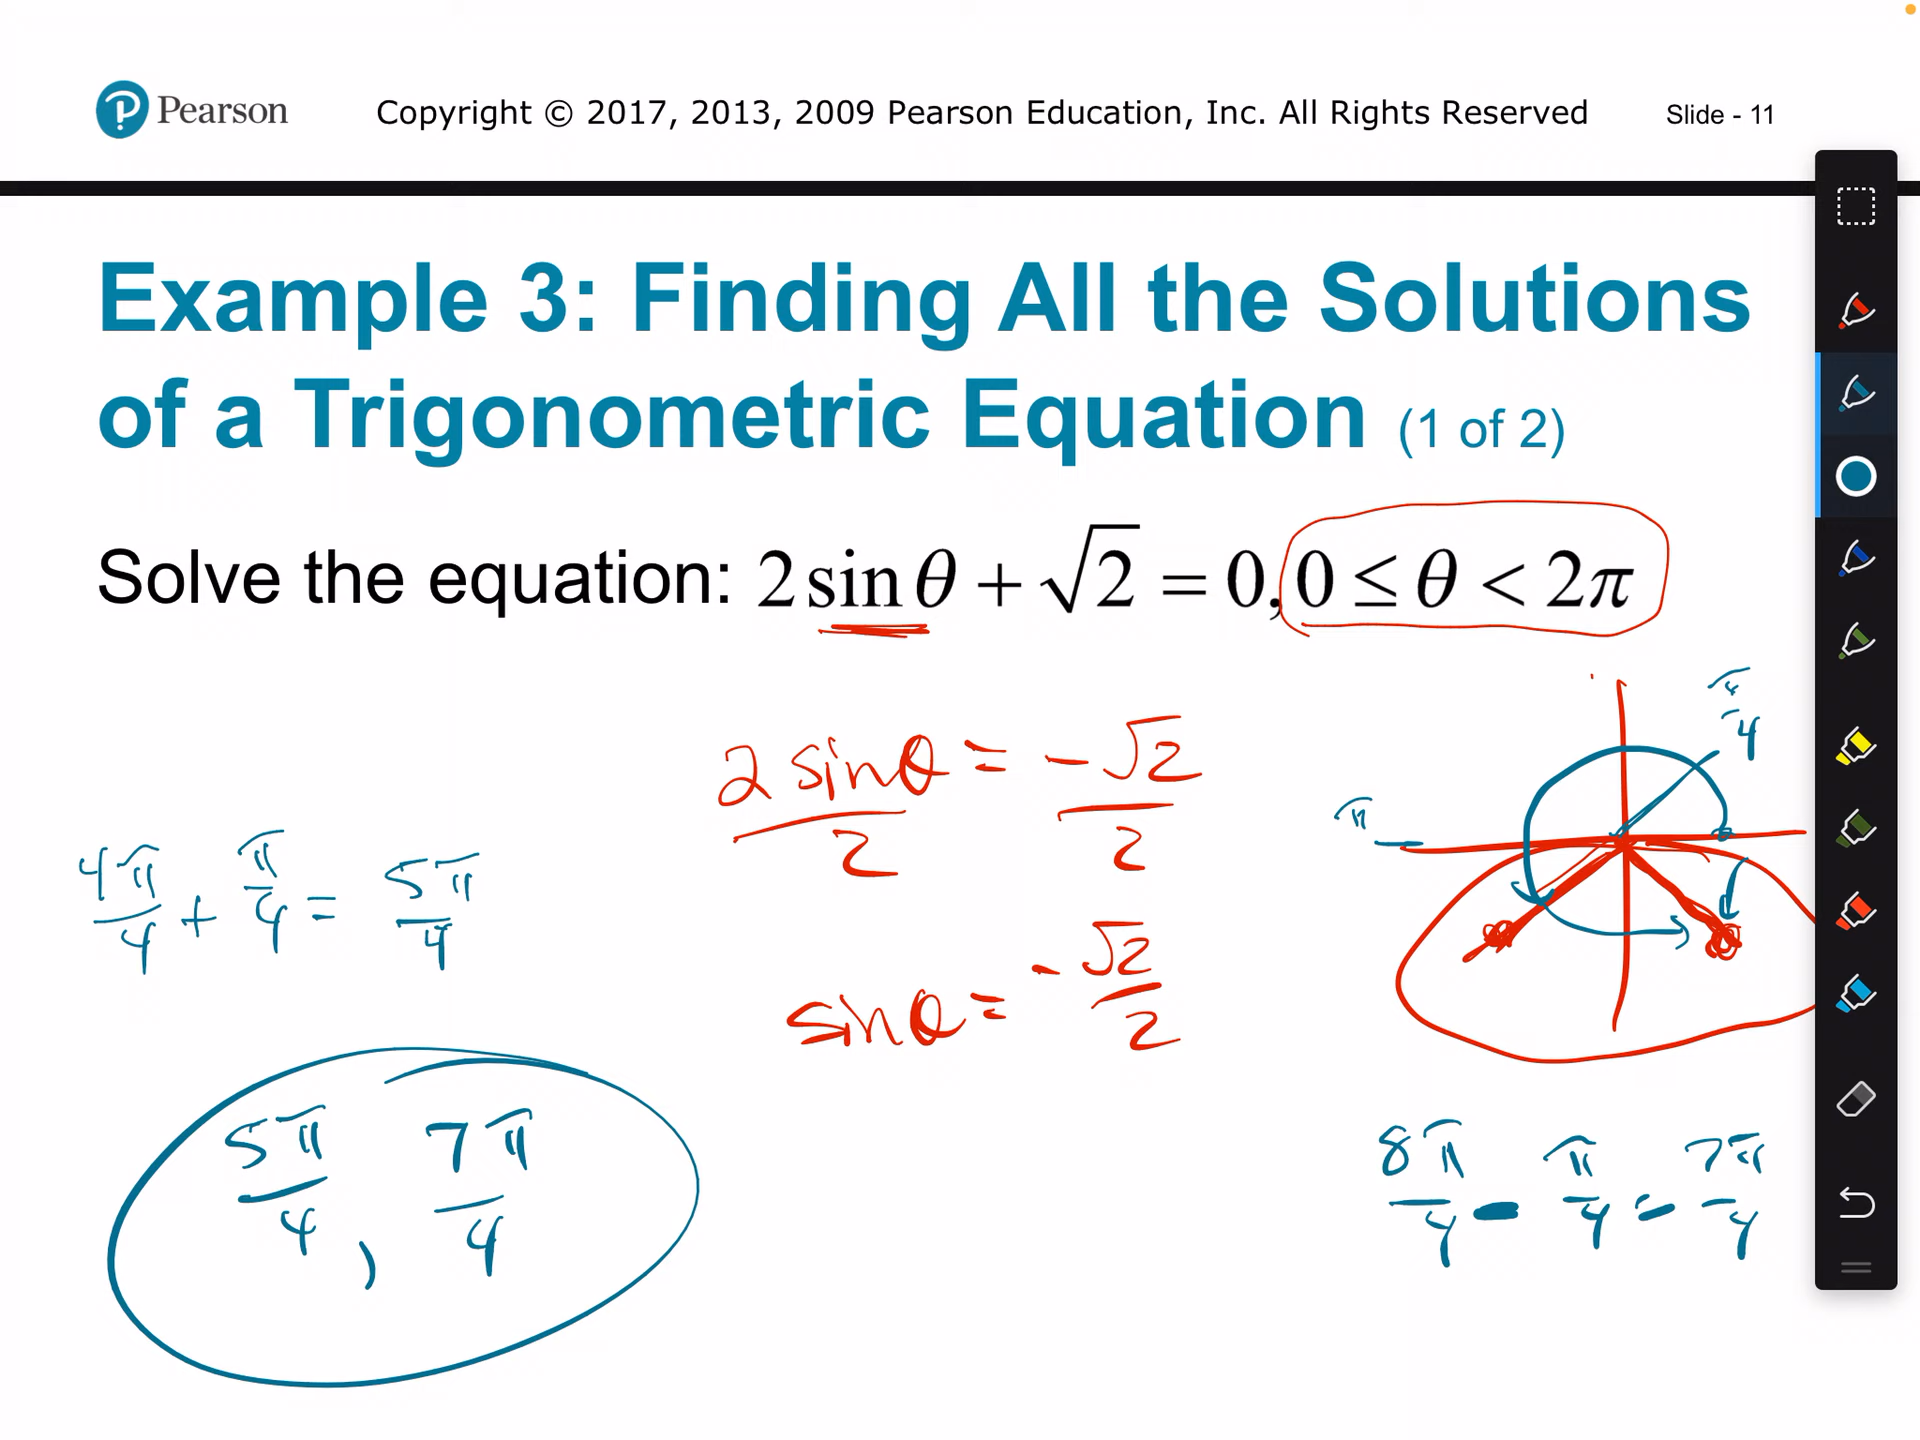 Pearson Copyright © 2017, 2013, 2009 Pearson Education, Inc. All Rights Reserved Slide - 11
Example 3: Finding All the Solutions
of a Trigonometric Equation (1 of 2)
Solve the equation: 2 sin θ + √2 = 0, 0 ≤ θ < 2π
2 sinθ/2 = -√2/2
π/4
π
4π/4 + π/4 = 5π/4
sinθ = -√2/2
5π/4, 7π/4
8π/4 - π/4 = 7π/4